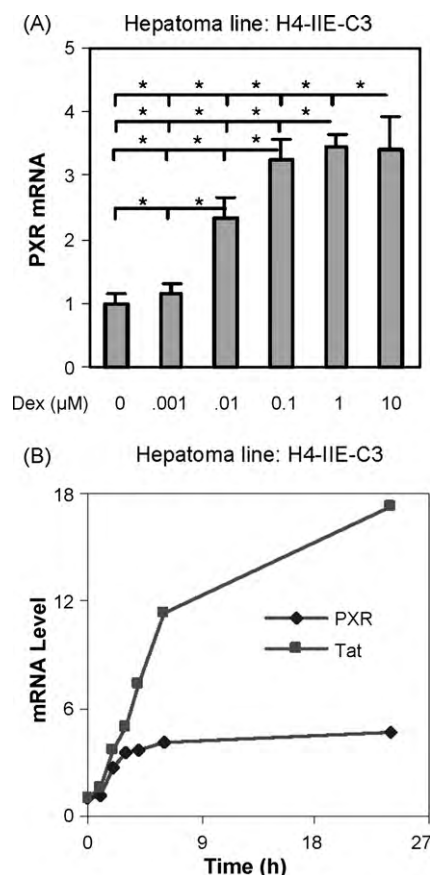 (A) Hepatoma line: H4-IIE-C3
PXR mRNA
5
4
3
2
1
0
* * * * *
* * * *
* * *
* *
Dex (µM) 0 .001 .01 0.1 1 10
(B) Hepatoma line: H4-IIE-C3
mRNA Level
18
12
6
0
PXR
Tat
0 9 18 27
Time (h)